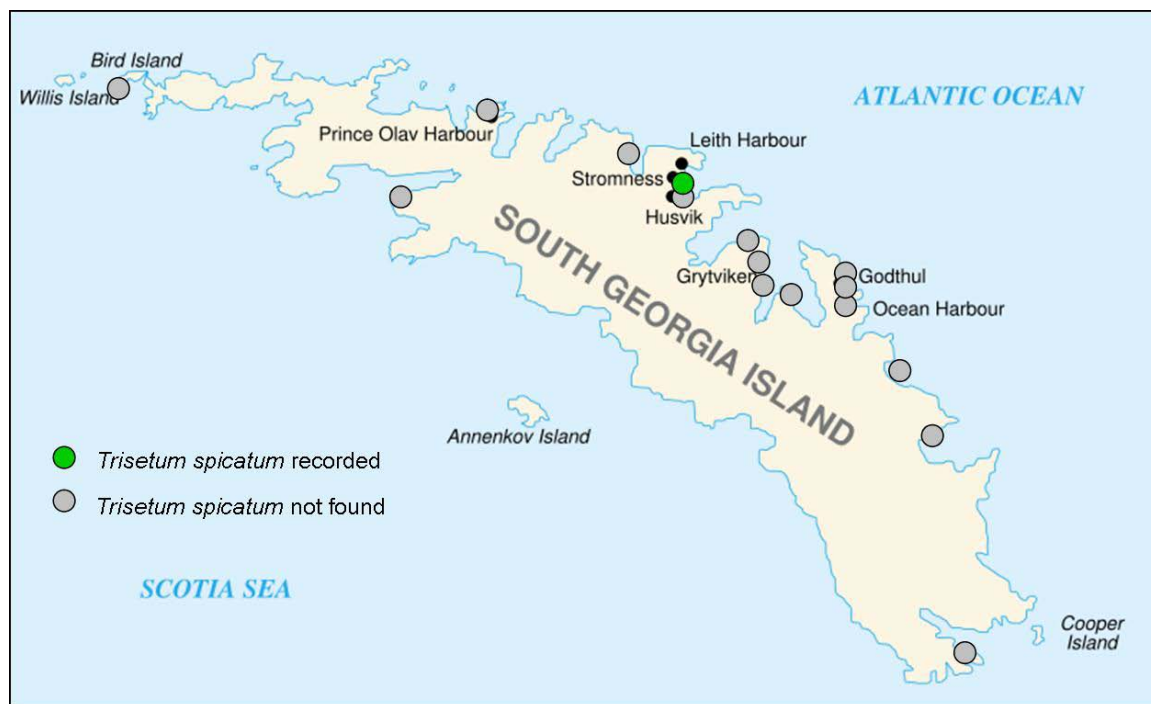 Bird Island
Willis Island
ATLANTIC OCEAN
Prince Olav Harbour
Leith Harbour
Stromness
Husvik
SOUTH GEORGIA ISLAND
Grytviken
Godthul
Ocean Harbour
Annenkov Island
Trisetum spicatum recorded
Trisetum spicatum not found
SCOTIA SEA
Cooper
Island